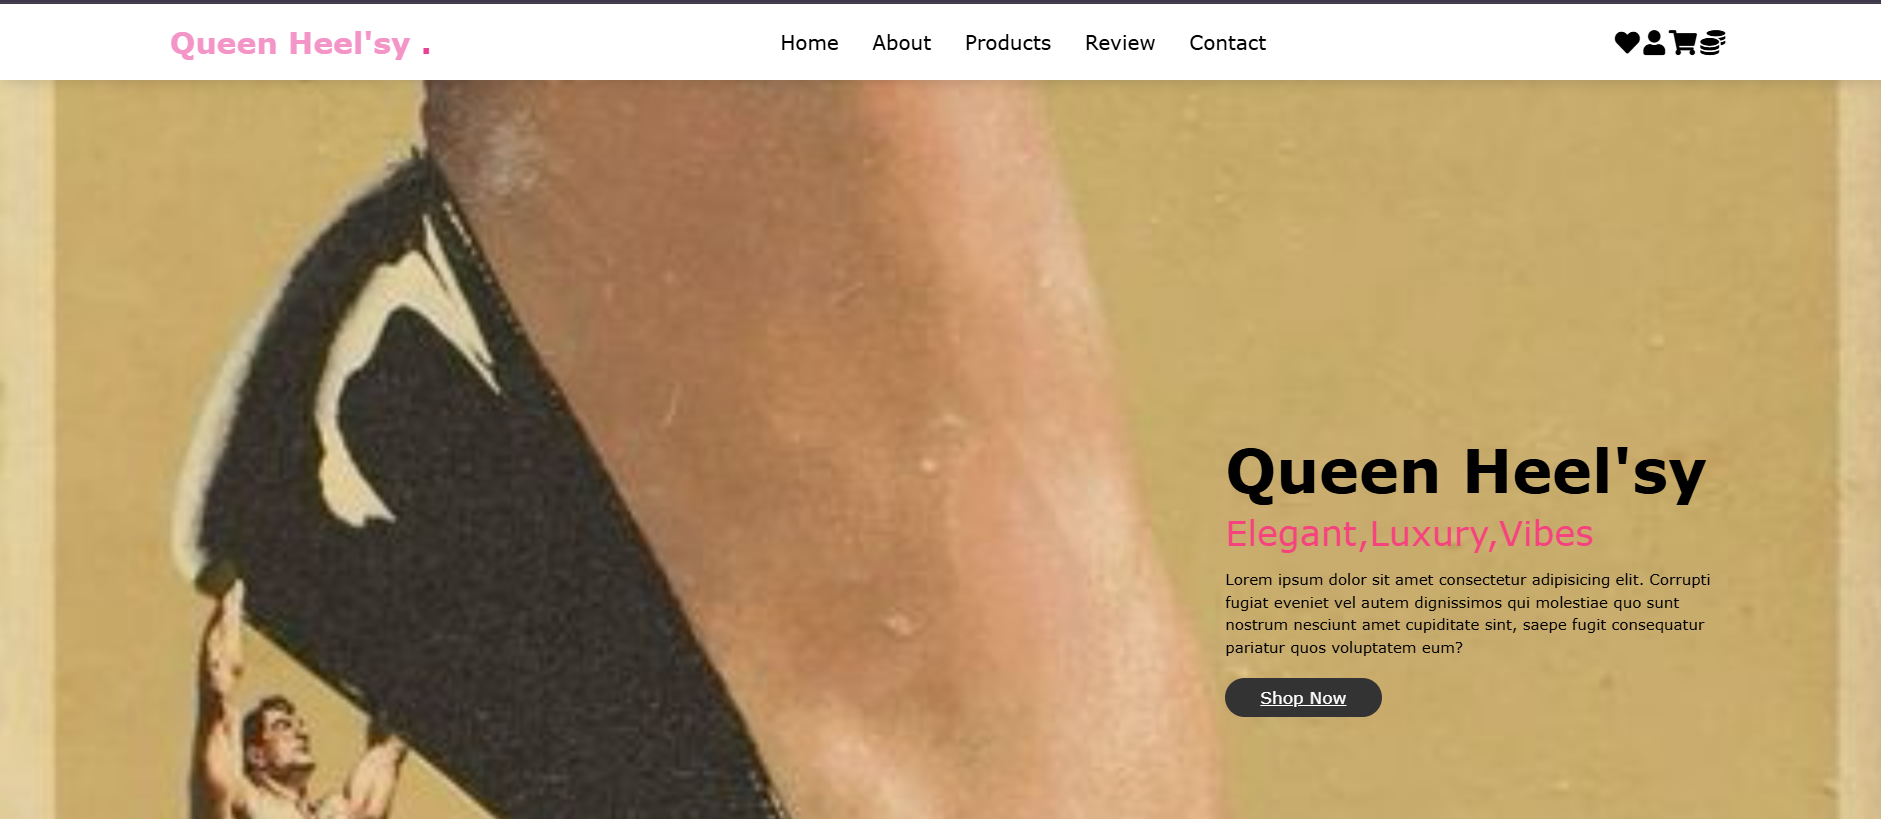 Queen Heel'sy .
Home About Products Review Contact
Queen Heel'sy
Elegant,Luxury,Vibes
Lorem ipsum dolor sit amet consectetur adipisicing elit. Corrupti
fugiat eveniet vel autem dignissimos qui molestiae quo sunt
nostrum nesciunt amet cupiditate sint, saepe fugit consequatur
pariatur quos voluptatem eum?
Shop Now